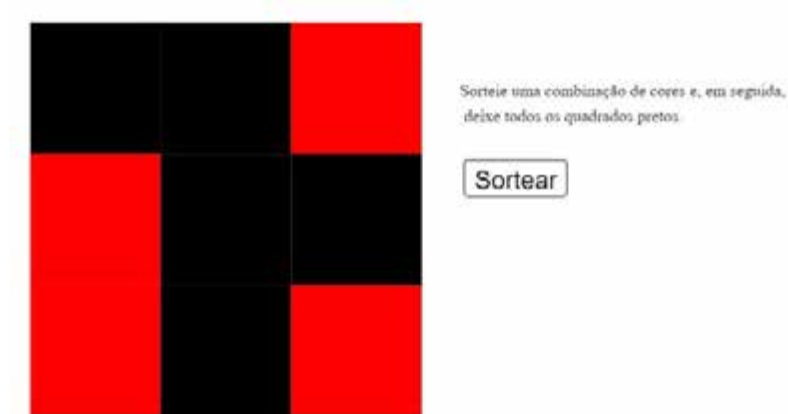 Sorteie uma combinação de cores e, em seguida,
deixe todos os quadrados pretos
Sortear